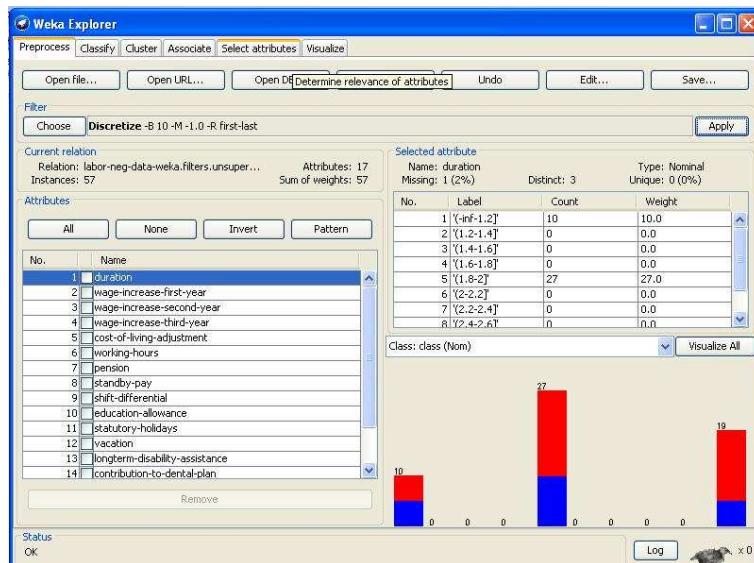 Weka Explorer
Preprocess Classify Cluster Associate Select attributes Visualize
Open file... Open URL... Open DB Determine relevance of attributes Undo Edit... Save...
Filter
Choose Discretize -B 10 -M -1.0 -R first-last Apply
Current relation
Relation: labor-neg-data-weka.filters.unsuper... Attributes: 17
Instances: 57 Sum of weights: 57
Attributes
All None Invert Pattern
No. Name
1 duration
2 wage-increase-first-year
3 wage-increase-second-year
4 wage-increase-third-year
5 cost-of-living-adjustment
6 working-hours
7 pension
8 standby-pay
9 shift-differential
10 education-allowance
11 statutory-holidays
12 vacation
13 longterm-disability-assistance
14 contribution-to-dental-plan
Remove
Selected attribute
Name: duration Type: Nominal
Missing: 1 (2%) Distinct: 3 Unique: 0 (0%)
No. Label Count Weight
1 '(-inf-1.2]' 10 10.0
2 '(1.2-1.4]' 0 0.0
3 '(1.4-1.6]' 0 0.0
4 '(1.6-1.8]' 0 0.0
5 '(1.8-2]' 27 27.0
6 '(2-2.2]' 0 0.0
7 '(2.2-2.4]' 0 0.0
8 '(2.4-2.6]' 0 0.0
Class: class (Nom) Visualize All
27
19
10
0 0 0 0 0 0 0
Status
OK
Log x 0